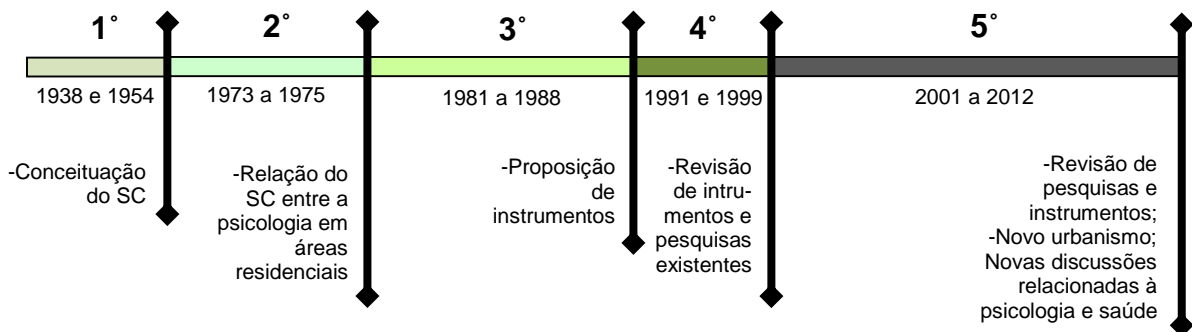 1°
2°
3°
4°
5°
1938 e 1954
1973 a 1975
1981 a 1988
1991 e 1999
2001 a 2012
-Conceituação
do SC
-Relação do
SC entre a
psicologia em
áreas
residenciais
-Proposição
de
instrumentos
-Revisão
de intru-
mentos e
pesquisas
existentes
-Revisão de
pesquisas e
instrumentos;
-Novo urbanismo;
Novas discussões
relacionadas à
psicologia e saúde